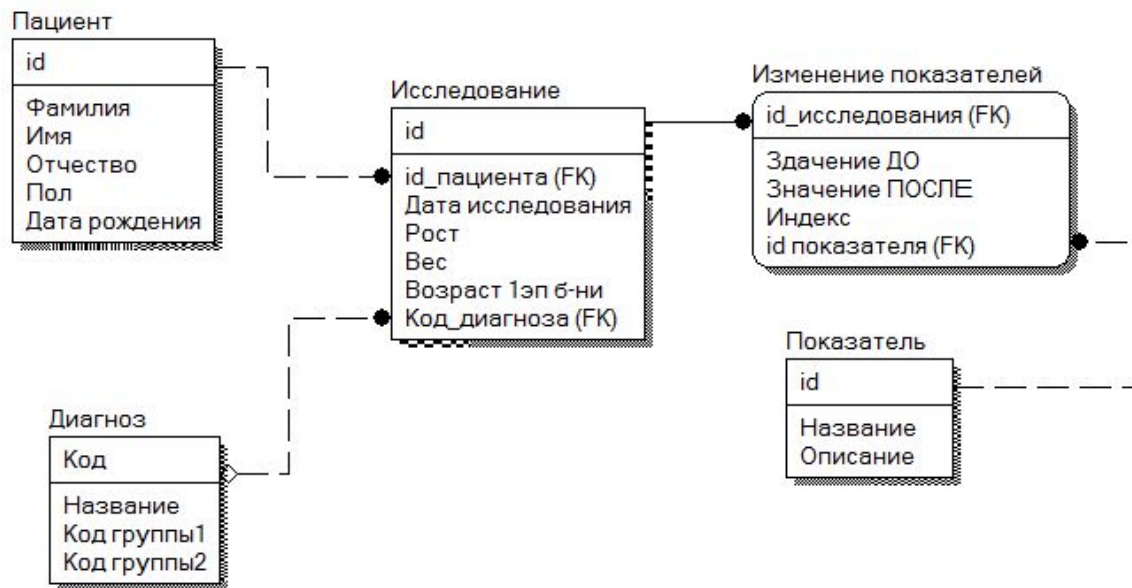 Пациент
id
Фамилия
Имя
Отчество
Пол
Дата рождения
Исследование
id
id_пациента (FK)
Дата исследования
Рост
Вес
Возраст 1эп б-ни
Код_диагноза (FK)
Изменение показателей
id_исследования (FK)
Здачение ДО
Значение ПОСЛЕ
Индекс
id показателя (FK)
Показатель
id
Название
Описание
Диагноз
Код
Название
Код группы1
Код группы2